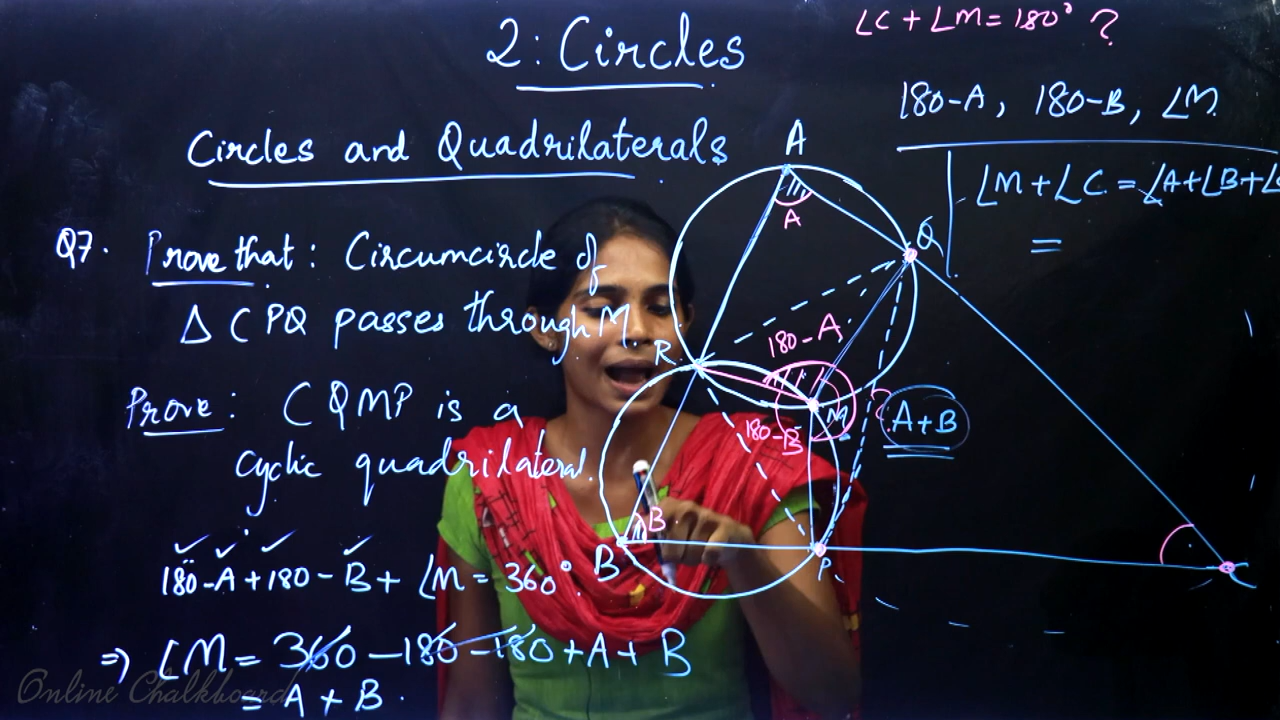 ∠C + ∠M = 180° ?
2 : Circles
180-A, 180-B, ∠M
Circles and Quadrilaterals
∠M + ∠C = ∠A+∠B+∠
=
Q7. Prove that : Circumcircle of
Δ CPQ passes through M.
Prove : CQMP is a
cyclic quadrilateral.
180-A+180-B+ ∠M = 360°.
⇒ ∠M = 360-180-180+A+B
= A + B.
A
A
Q
180-A
R
M
180-B
A+B
B
B
P
C
Online Chalkboard